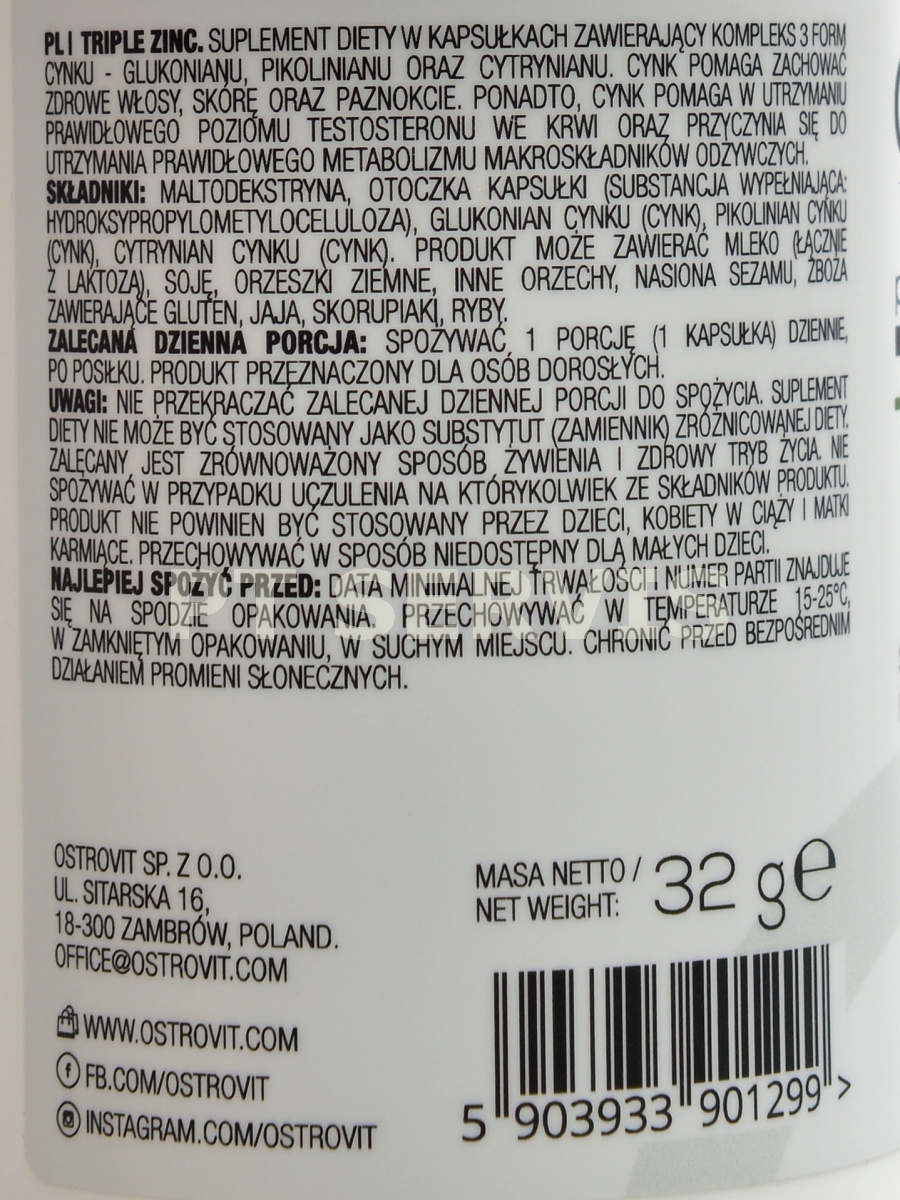 PL | TRIPLE ZINC. SUPLEMENT DIETY W KAPSUŁKACH ZAWIERAJĄCY KOMPLEKS 3 FORM
CYNKU - GLUKONIANU, PIKOLINIANU ORAZ CYTRYNIANU. CYNK POMAGA ZACHOWAĆ
ZDROWE WŁOSY, SKÓRĘ ORAZ PAZNOKCIE. PONADTO, CYNK POMAGA W UTRZYMANIU
PRAWIDŁOWEGO POZIOMU TESTOSTERONU WE KRWI ORAZ PRZYCZYNIA SIĘ DO
UTRZYMANIA PRAWIDŁOWEGO METABOLIZMU MAKROSKŁADNIKÓW ODŻYWCZYCH.
SKŁADNIKI: MALTODEKSTRYNA, OTOCZKA KAPSUŁKI (SUBSTANCJA WYPEŁNIAJĄCA:
HYDROKSYPROPYLOMETYLOCELULOZA), GLUKONIAN CYNKU (CYNK), PIKOLINIAN CYNKU
(CYNK), CYTRYNIAN CYNKU (CYNK). PRODUKT MOŻE ZAWIERAĆ MLEKO (ŁĄCZNIE
Z LAKTOZĄ), SOJĘ, ORZESZKI ZIEMNE, INNE ORZECHY, NASIONA SEZAMU, ZBOŻA
ZAWIERAJĄCE GLUTEN, JAJA, SKORUPIAKI, RYBY.
ZALECANA DZIENNA PORCJA: SPOŻYWAĆ 1 PORCJĘ (1 KAPSUŁKA) DZIENNIE,
PO POSIŁKU. PRODUKT PRZEZNACZONY DLA OSÓB DOROSŁYCH.
UWAGI: NIE PRZEKRACZAĆ ZALECANEJ DZIENNEJ PORCJI DO SPOŻYCIA. SUPLEMENT
DIETY NIE MOŻE BYĆ STOSOWANY JAKO SUBSTYTUT (ZAMIENNIK) ZRÓŻNICOWANEJ DIETY.
ZALECANY JEST ZRÓWNOWAŻONY SPOSÓB ŻYWIENIA I ZDROWY TRYB ŻYCIA. NIE
SPOŻYWAĆ W PRZYPADKU UCZULENIA NA KTÓRYKOLWIEK ZE SKŁADNIKÓW PRODUKTU.
PRODUKT NIE POWINIEN BYĆ STOSOWANY PRZEZ DZIECI, KOBIETY W CIĄŻY I MATKI
KARMIĄCE. PRZECHOWYWAĆ W SPOSÓB NIEDOSTĘPNY DLA MAŁYCH DZIECI.
NAJLEPIEJ SPOŻYĆ PRZED: DATA MINIMALNEJ TRWAŁOŚCI I NUMER PARTII ZNAJDUJE
SIĘ NA SPODZIE OPAKOWANIA. PRZECHOWYWAĆ W TEMPERATURZE 15-25°C,
W ZAMKNIĘTYM OPAKOWANIU, W SUCHYM MIEJSCU. CHRONIĆ PRZED BEZPOŚREDNIM
DZIAŁANIEM PROMIENI SŁONECZNYCH.
OSTROVIT SP. Z O.O.
UL. SITARSKA 16,
18-300 ZAMBRÓW, POLAND.
OFFICE@OSTROVIT.COM
WWW.OSTROVIT.COM
FB.COM/OSTROVIT
INSTAGRAM.COM/OSTROVIT
MASA NETTO /
NET WEIGHT: 32 g e
5 903933 901299 >